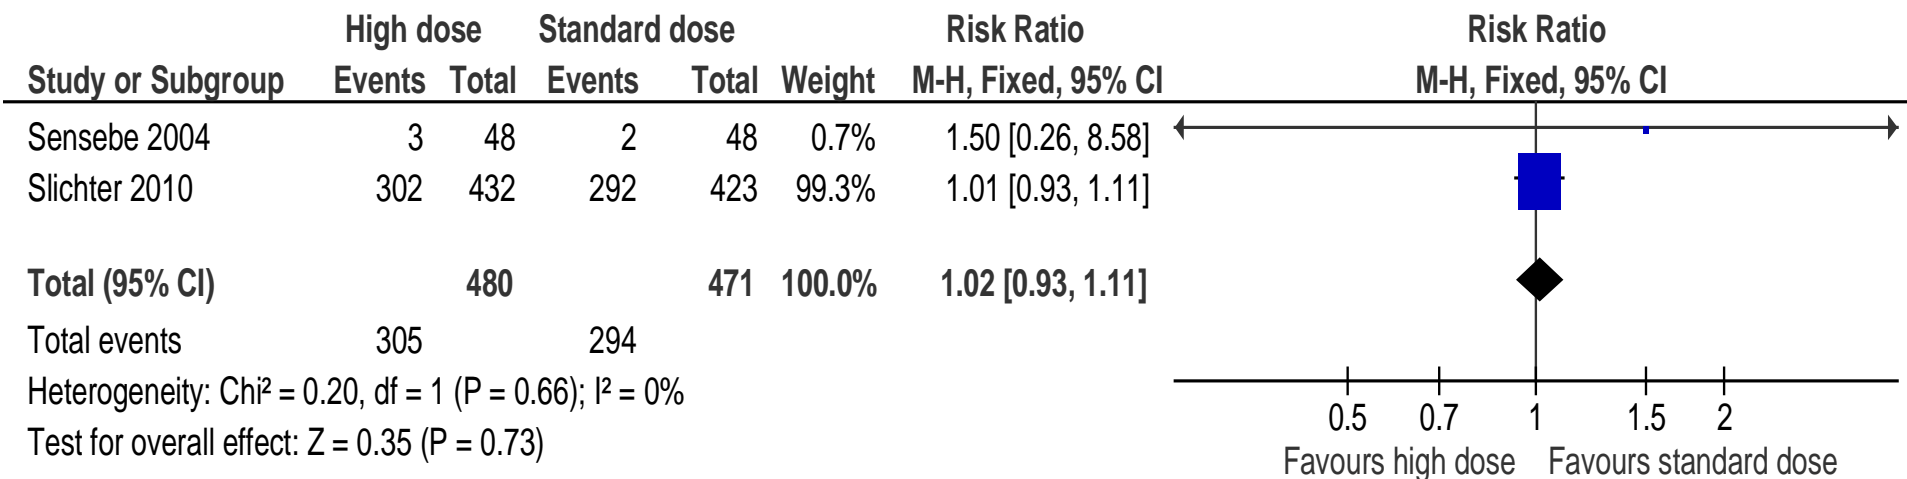 High dose Standard dose Risk Ratio Risk Ratio
Study or Subgroup Events Total Events Total Weight M-H, Fixed, 95% CI M-H, Fixed, 95% CI
Sensebe 2004 3 48 2 48 0.7% 1.50 [0.26, 8.58]
Slichter 2010 302 432 292 423 99.3% 1.01 [0.93, 1.11]
Total (95% CI) 480 471 100.0% 1.02 [0.93, 1.11]
Total events 305 294
Heterogeneity: Chi² = 0.20, df = 1 (P = 0.66); I² = 0%
Test for overall effect: Z = 0.35 (P = 0.73)
0.5 0.7 1 1.5 2
Favours high dose Favours standard dose